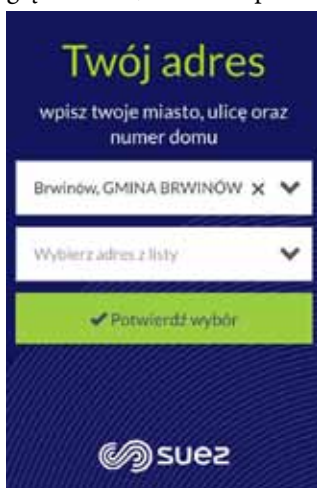 Twój adres
wpisz twoje miasto, ulicę oraz
numer domu
Brwinów, GMINA BRWINÓW ×
Wybierz adres z listy
✔ Potwierdź wybór
suez